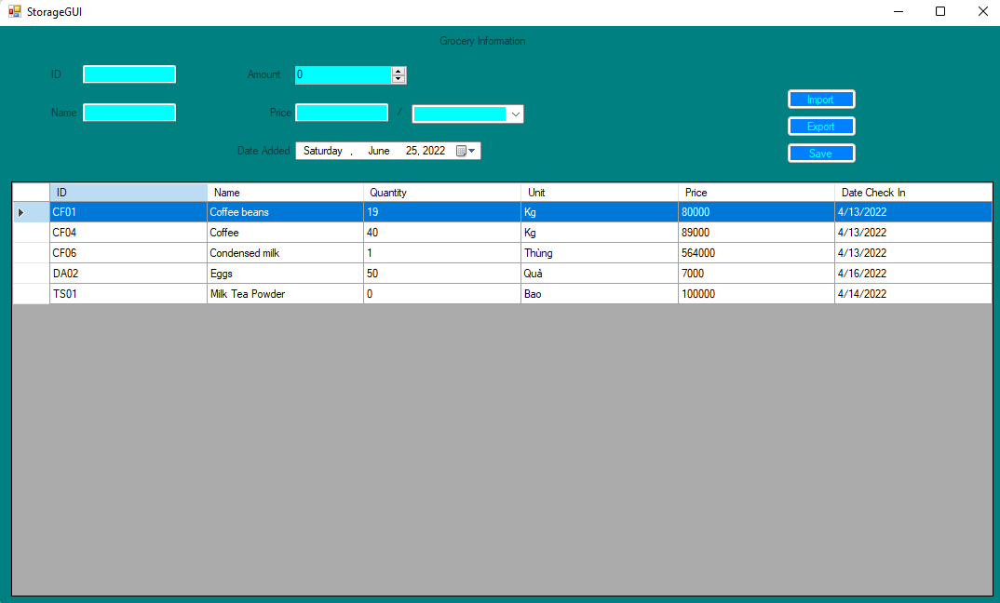 StorageGUI
Grocery Information
ID
Amount 0
Name
Price /
Date Added Saturday , June 25, 2022
Import
Export
Save
ID Name Quantity Unit Price Date Check In
CF01 Coffee beans 19 Kg 80000 4/13/2022
CF04 Coffee 40 Kg 89000 4/13/2022
CF06 Condensed milk 1 Thùng 564000 4/13/2022
DA02 Eggs 50 Quả 7000 4/16/2022
TS01 Milk Tea Powder 0 Bao 100000 4/14/2022